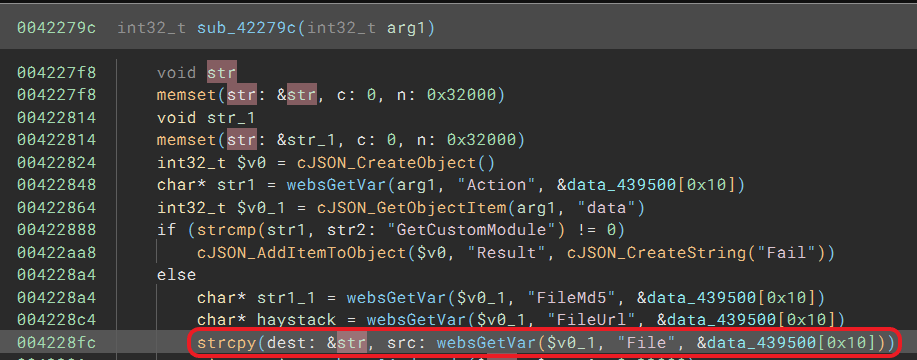 0042279c int32_t sub_42279c(int32_t arg1)
004227f8 void str
004227f8 memset(str: &str, c: 0, n: 0x32000)
00422814 void str_1
00422814 memset(str: &str_1, c: 0, n: 0x32000)
00422824 int32_t $v0 = cJSON_CreateObject()
00422848 char* str1 = websGetVar(arg1, "Action", &data_439500[0x10])
00422864 int32_t $v0_1 = cJSON_GetObjectItem(arg1, "data")
00422888 if (strcmp(str1, str2: "GetCustomModule") != 0)
00422aa8 cJSON_AddItemToObject($v0, "Result", cJSON_CreateString("Fail"))
004228a4 else
004228a4 char* str1_1 = websGetVar($v0_1, "FileMd5", &data_439500[0x10])
004228c4 char* haystack = websGetVar($v0_1, "FileUrl", &data_439500[0x10])
004228fc strcpy(dest: &str, src: websGetVar($v0_1, "File", &data_439500[0x10]))